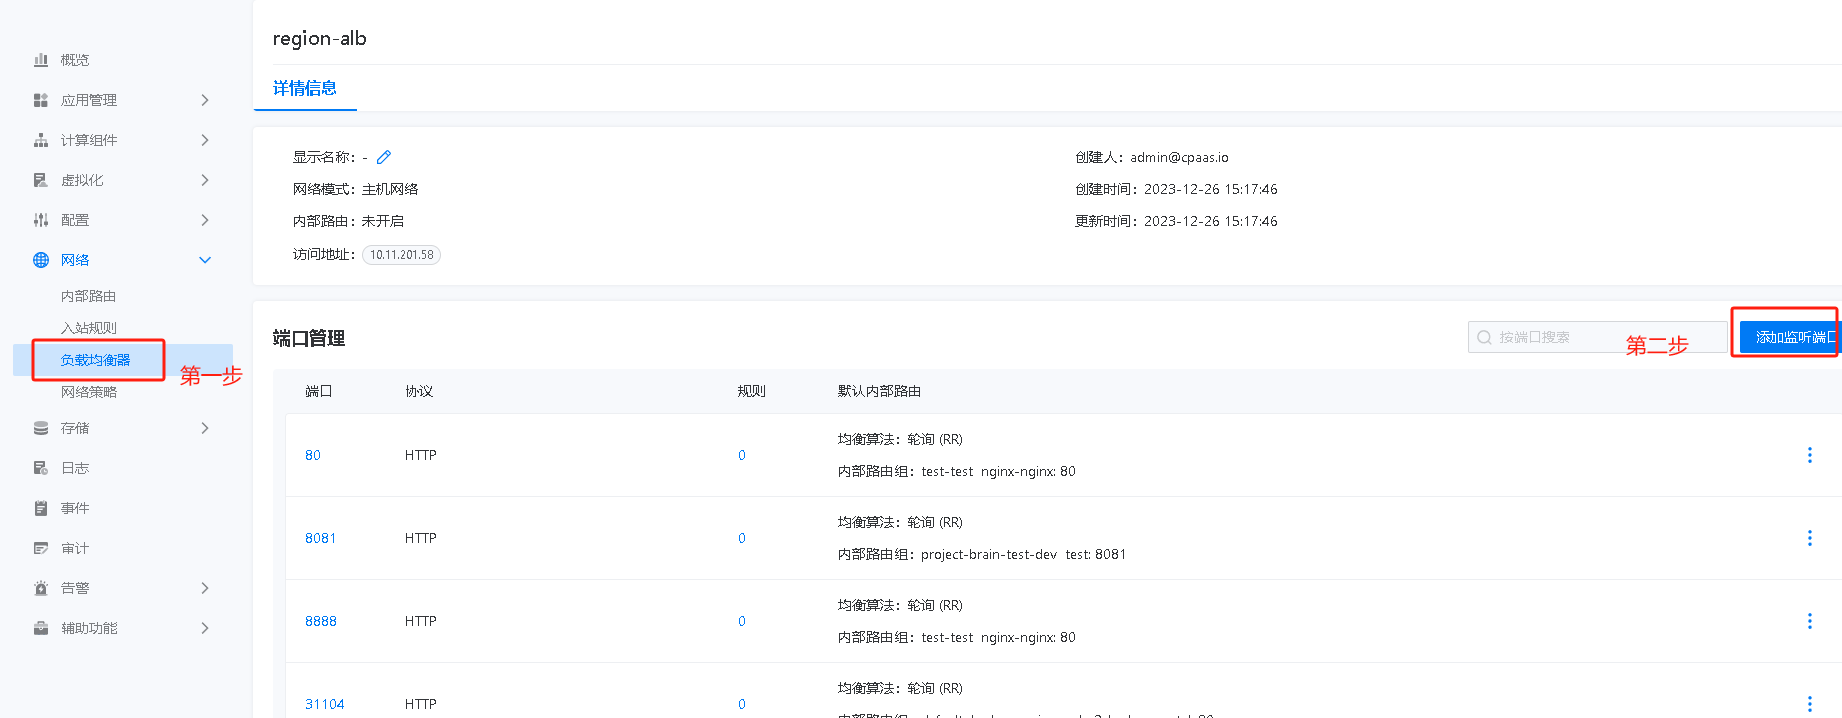 region-alb
详情信息
概览
应用管理
计算组件
虚拟化
配置
网络
内部路由
入站规则
负载均衡器
第一步
网络策略
存储
日志
事件
审计
告警
辅助功能
显示名称： -
网络模式： 主机网络
内部路由： 未开启
访问地址： 10.11.201.58
创建人： admin@cpaas.io
创建时间： 2023-12-26 15:17:46
更新时间： 2023-12-26 15:17:46
端口管理
按端口搜索
第二步
添加监听端口
端口 协议 规则 默认内部路由
80 HTTP 0
均衡算法： 轮询 (RR)
内部路由组： test-test nginx-nginx: 80
8081 HTTP 0
均衡算法： 轮询 (RR)
内部路由组： project-brain-test-dev test: 8081
8888 HTTP 0
均衡算法： 轮询 (RR)
内部路由组： test-test nginx-nginx: 80
31104 HTTP 0
均衡算法： 轮询 (RR)